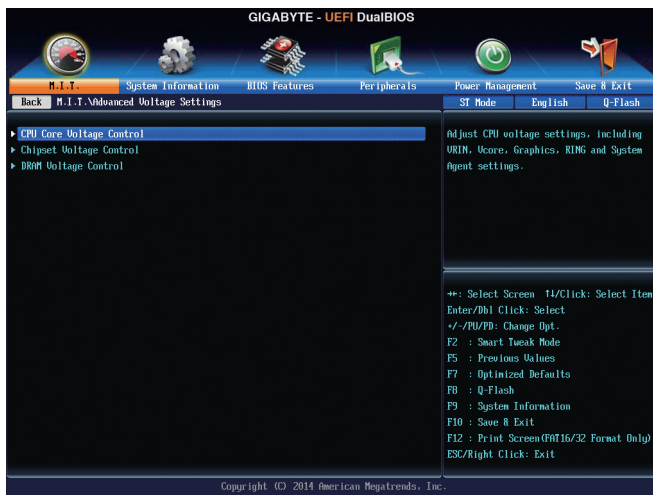 GIGABYTE - UEFI DualBIOS
M.I.T. System Information BIOS Features Peripherals Power Management Save & Exit
Back M.I.T.\Advanced Voltage Settings ST Mode English Q-Flash
CPU Core Voltage Control
Chipset Voltage Control
DRAM Voltage Control
Adjust CPU voltage settings, including
VRIN, Vcore, Graphics, RING and System
Agent settings.
→←: Select Screen ↑↓/Click: Select Item
Enter/Dbl Click: Select
+/-/PU/PD: Change Opt.
F2 : Smart Tweak Mode
F5 : Previous Values
F7 : Optimized Defaults
F8 : Q-Flash
F9 : System Information
F10 : Save & Exit
F12 : Print Screen(FAT16/32 Format Only)
ESC/Right Click: Exit
Copyright (C) 2014 American Megatrends, Inc.